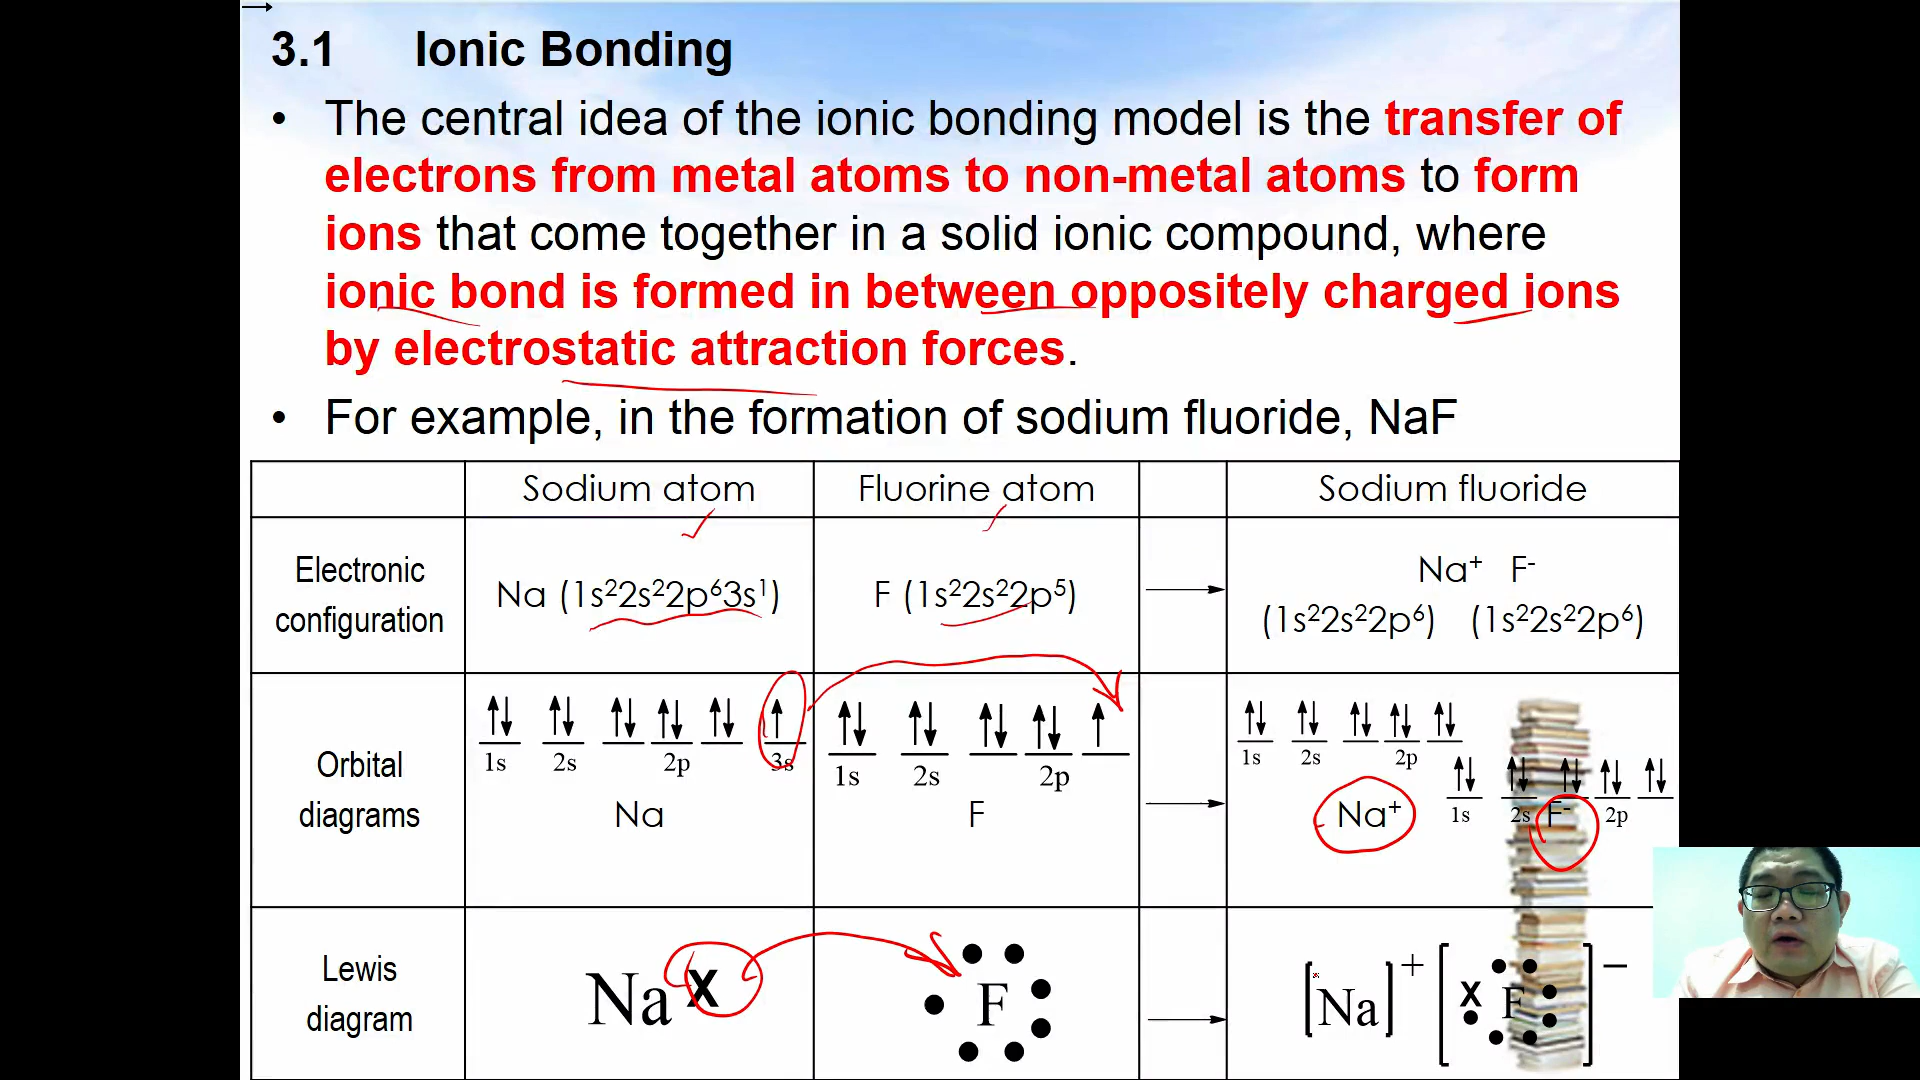 3.1 Ionic Bonding
• The central idea of the ionic bonding model is the transfer of
electrons from metal atoms to non-metal atoms to form
ions that come together in a solid ionic compound, where
ionic bond is formed in between oppositely charged ions
by electrostatic attraction forces.
• For example, in the formation of sodium fluoride, NaF
Sodium atom Fluorine atom Sodium fluoride
Electronic
configuration
Na (1s²2s²2p⁶3s¹) F (1s²2s²2p⁵)
Na⁺ F⁻
(1s²2s²2p⁶) (1s²2s²2p⁶)
Orbital
diagrams
1s 2s 2p 3s
Na
1s 2s 2p
F
1s 2s 2p
Na⁺
1s 2s 2p
F⁻
Lewis
diagram
Na x
F
[Na]⁺ [x F]⁻